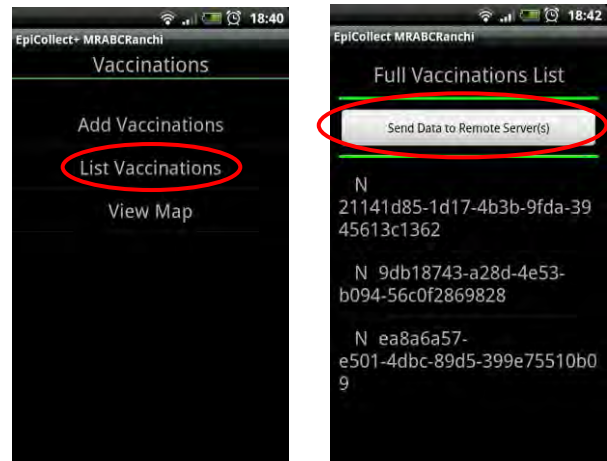 18:40
EpiCollect+ MRABCRanchi
Vaccinations
Add Vaccinations
List Vaccinations
View Map
18:42
EpiCollect MRABCRanchi
Full Vaccinations List
Send Data to Remote Server(s)
N
21141d85-1d17-4b3b-9fda-39
45613c1362
N 9db18743-a28d-4e53-
b094-56c0f2869828
N ea8a6a57-
e501-4dbc-89d5-399e75510b0
9